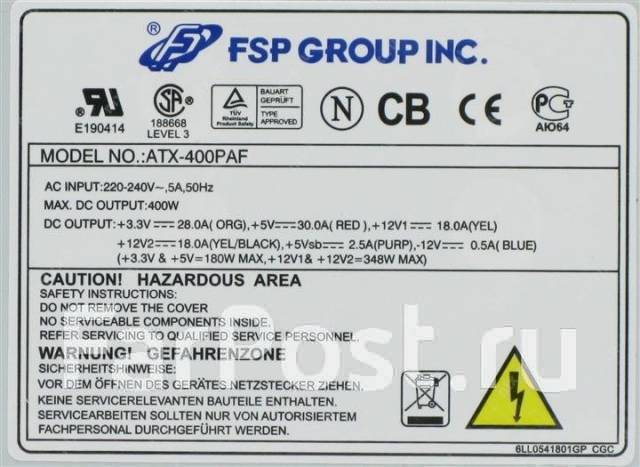 FSP GROUP INC.
E190414
SA
188668
LEVEL 3
TÜV
Rheinland
Product Safety
BAUART
GEPRÜFT
TYPE
APPROVED
N
CB
CE
PC
АЮ64
MODEL NO.:ATX-400PAF
AC INPUT:220-240V~,5A,50Hz
MAX. DC OUTPUT:400W
DC OUTPUT:+3.3V⎓28.0A( ORG),+5V⎓30.0A( RED ),+12V1⎓18.0A(YEL)
+12V2⎓18.0A(YEL/BLACK),+5Vsb⎓2.5A(PURP),-12V⎓0.5A( BLUE)
(+3.3V & +5V=180W MAX,+12V1& +12V2=348W MAX)
CAUTION! HAZARDOUS AREA
SAFETY INSTRUCTIONS:
DO NOT REMOVE THE COVER
NO SERVICEABLE COMPONENTS INSIDE.
REFER SERVICING TO QUALIFIED SERVICE PERSONNEL.
WARNUNG! GEFAHRENZONE
SICHERHEITSHINWEISE:
VOR DEM ÖFFNEN DES GERÄTES,NETZSTECKER ZIEHEN.
KEINE SERVICERELEVANTEN BAUTEILE ENTHALTEN.
SERVICEARBEITEN SOLLTEN NUR VON AUTORISIERTEM
FACHPERSONAL DURCHGEFÜHRT WERDEN.
6LL0541801GP CGC
FarPost.ru